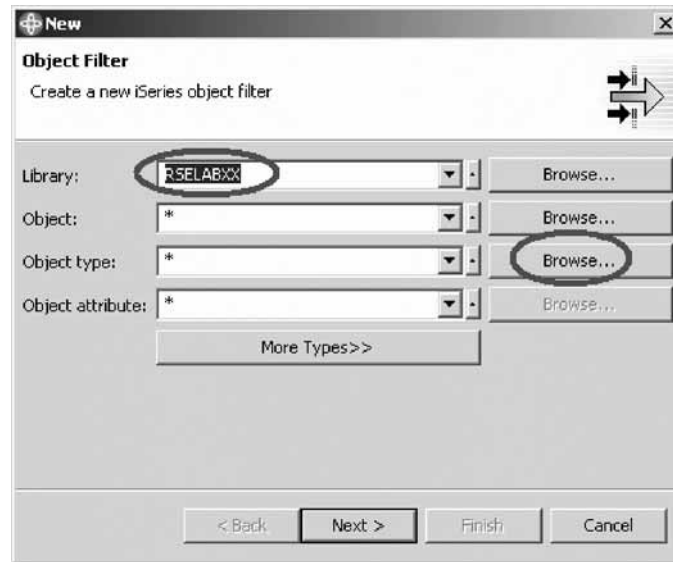 New
Object Filter
Create a new iSeries object filter
Library: RSELABXX Browse...
Object: * Browse...
Object type: * Browse...
Object attribute: * Browse...
More Types>>
< Back Next > Finish Cancel